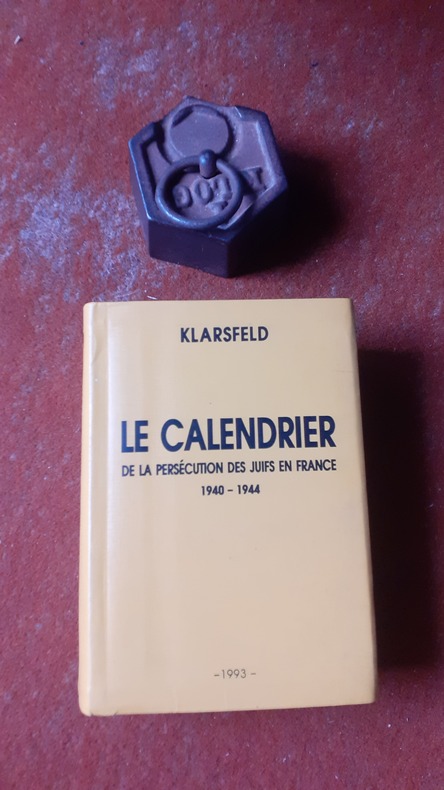 KLARSFELD
LE CALENDRIER
DE LA PERSÉCUTION DES JUIFS EN FRANCE
1940 – 1944
–1993 –